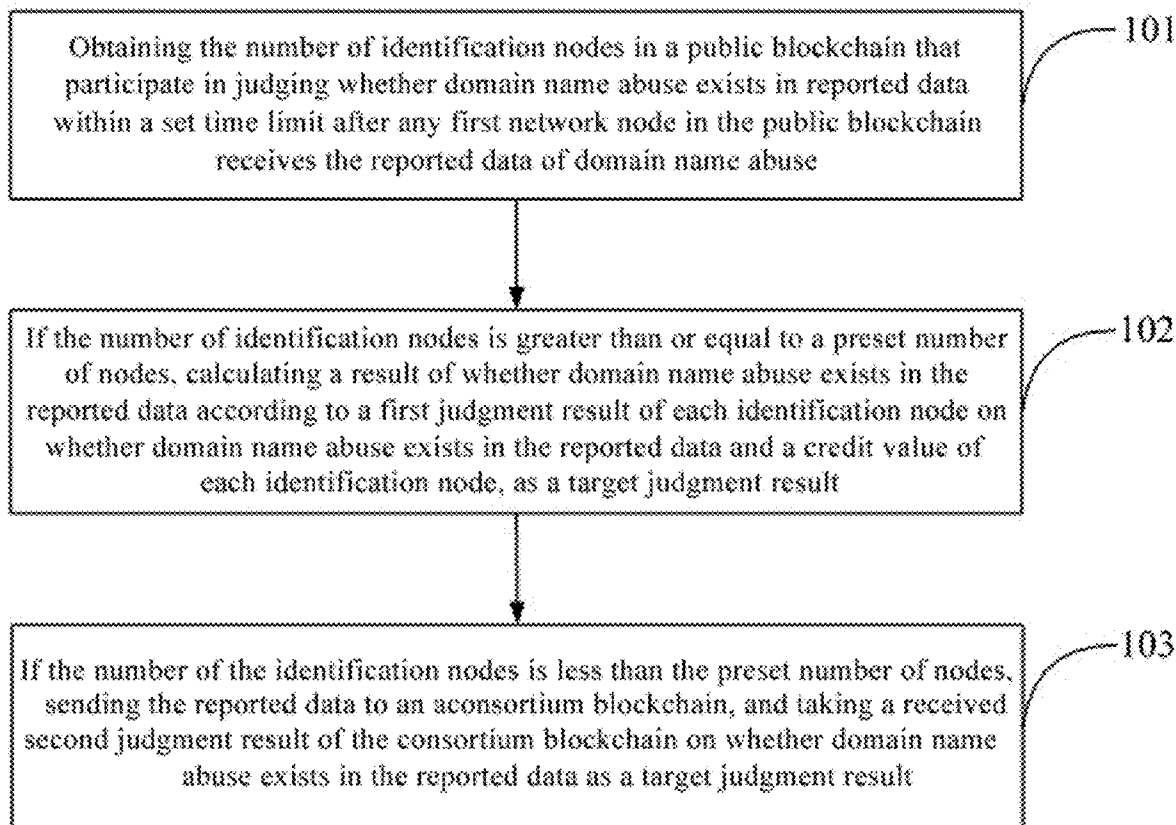 Obtaining the number of identification nodes in a public blockchain that
participate in judging whether domain name abuse exists in reported data
within a set time limit after any first network node in the public blockchain
receives the reported data of domain name abuse
101
If the number of identification nodes is greater than or equal to a preset number
of nodes, calculating a result of whether domain name abuse exists in the
reported data according to a first judgment result of each identification node on
whether domain name abuse exists in the reported data and a credit value of
each identification node, as a target judgment result
102
If the number of the identification nodes is less than the preset number of nodes,
sending the reported data to an aconsortium blockchain, and taking a received
second judgment result of the consortium blockchain on whether domain name
abuse exists in the reported data as a target judgment result
103